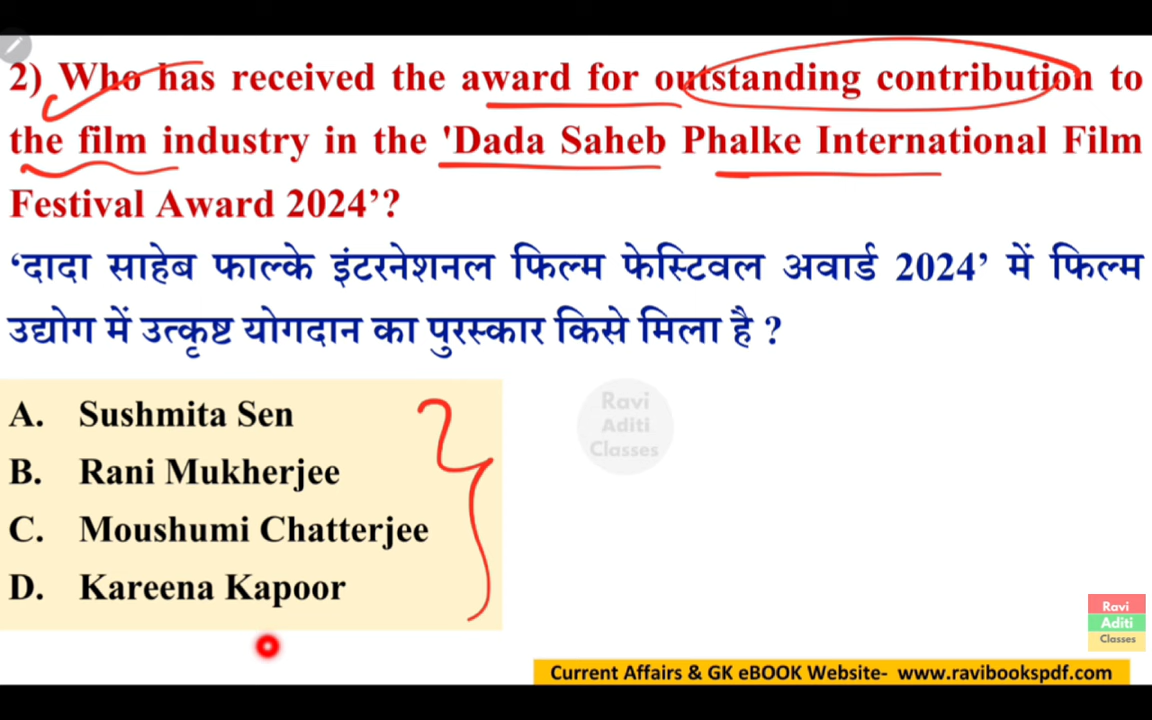 2) Who has received the award for outstanding contribution to
the film industry in the 'Dada Saheb Phalke International Film
Festival Award 2024’?
‘दादा साहेब फाल्के इंटरनेशनल फिल्म फेस्टिवल अवार्ड 2024’ में फिल्म
उद्योग में उत्कृष्ट योगदान का पुरस्कार किसे मिला है ?
A. Sushmita Sen
B. Rani Mukherjee
C. Moushumi Chatterjee
D. Kareena Kapoor
Ravi
Aditi
Classes
Ravi
Aditi
Classes
Current Affairs & GK eBOOK Website- www.ravibookspdf.com